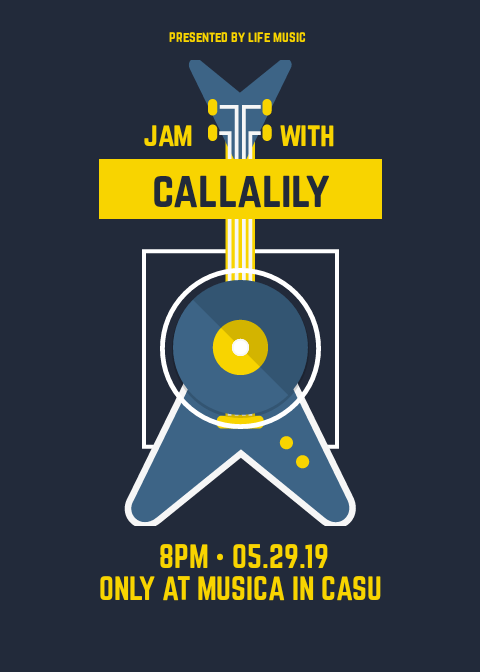 PRESENTED BY LIFE MUSIC
JAM WITH
CALLALILY
8PM • 05.29.19
ONLY AT MUSICA IN CASU